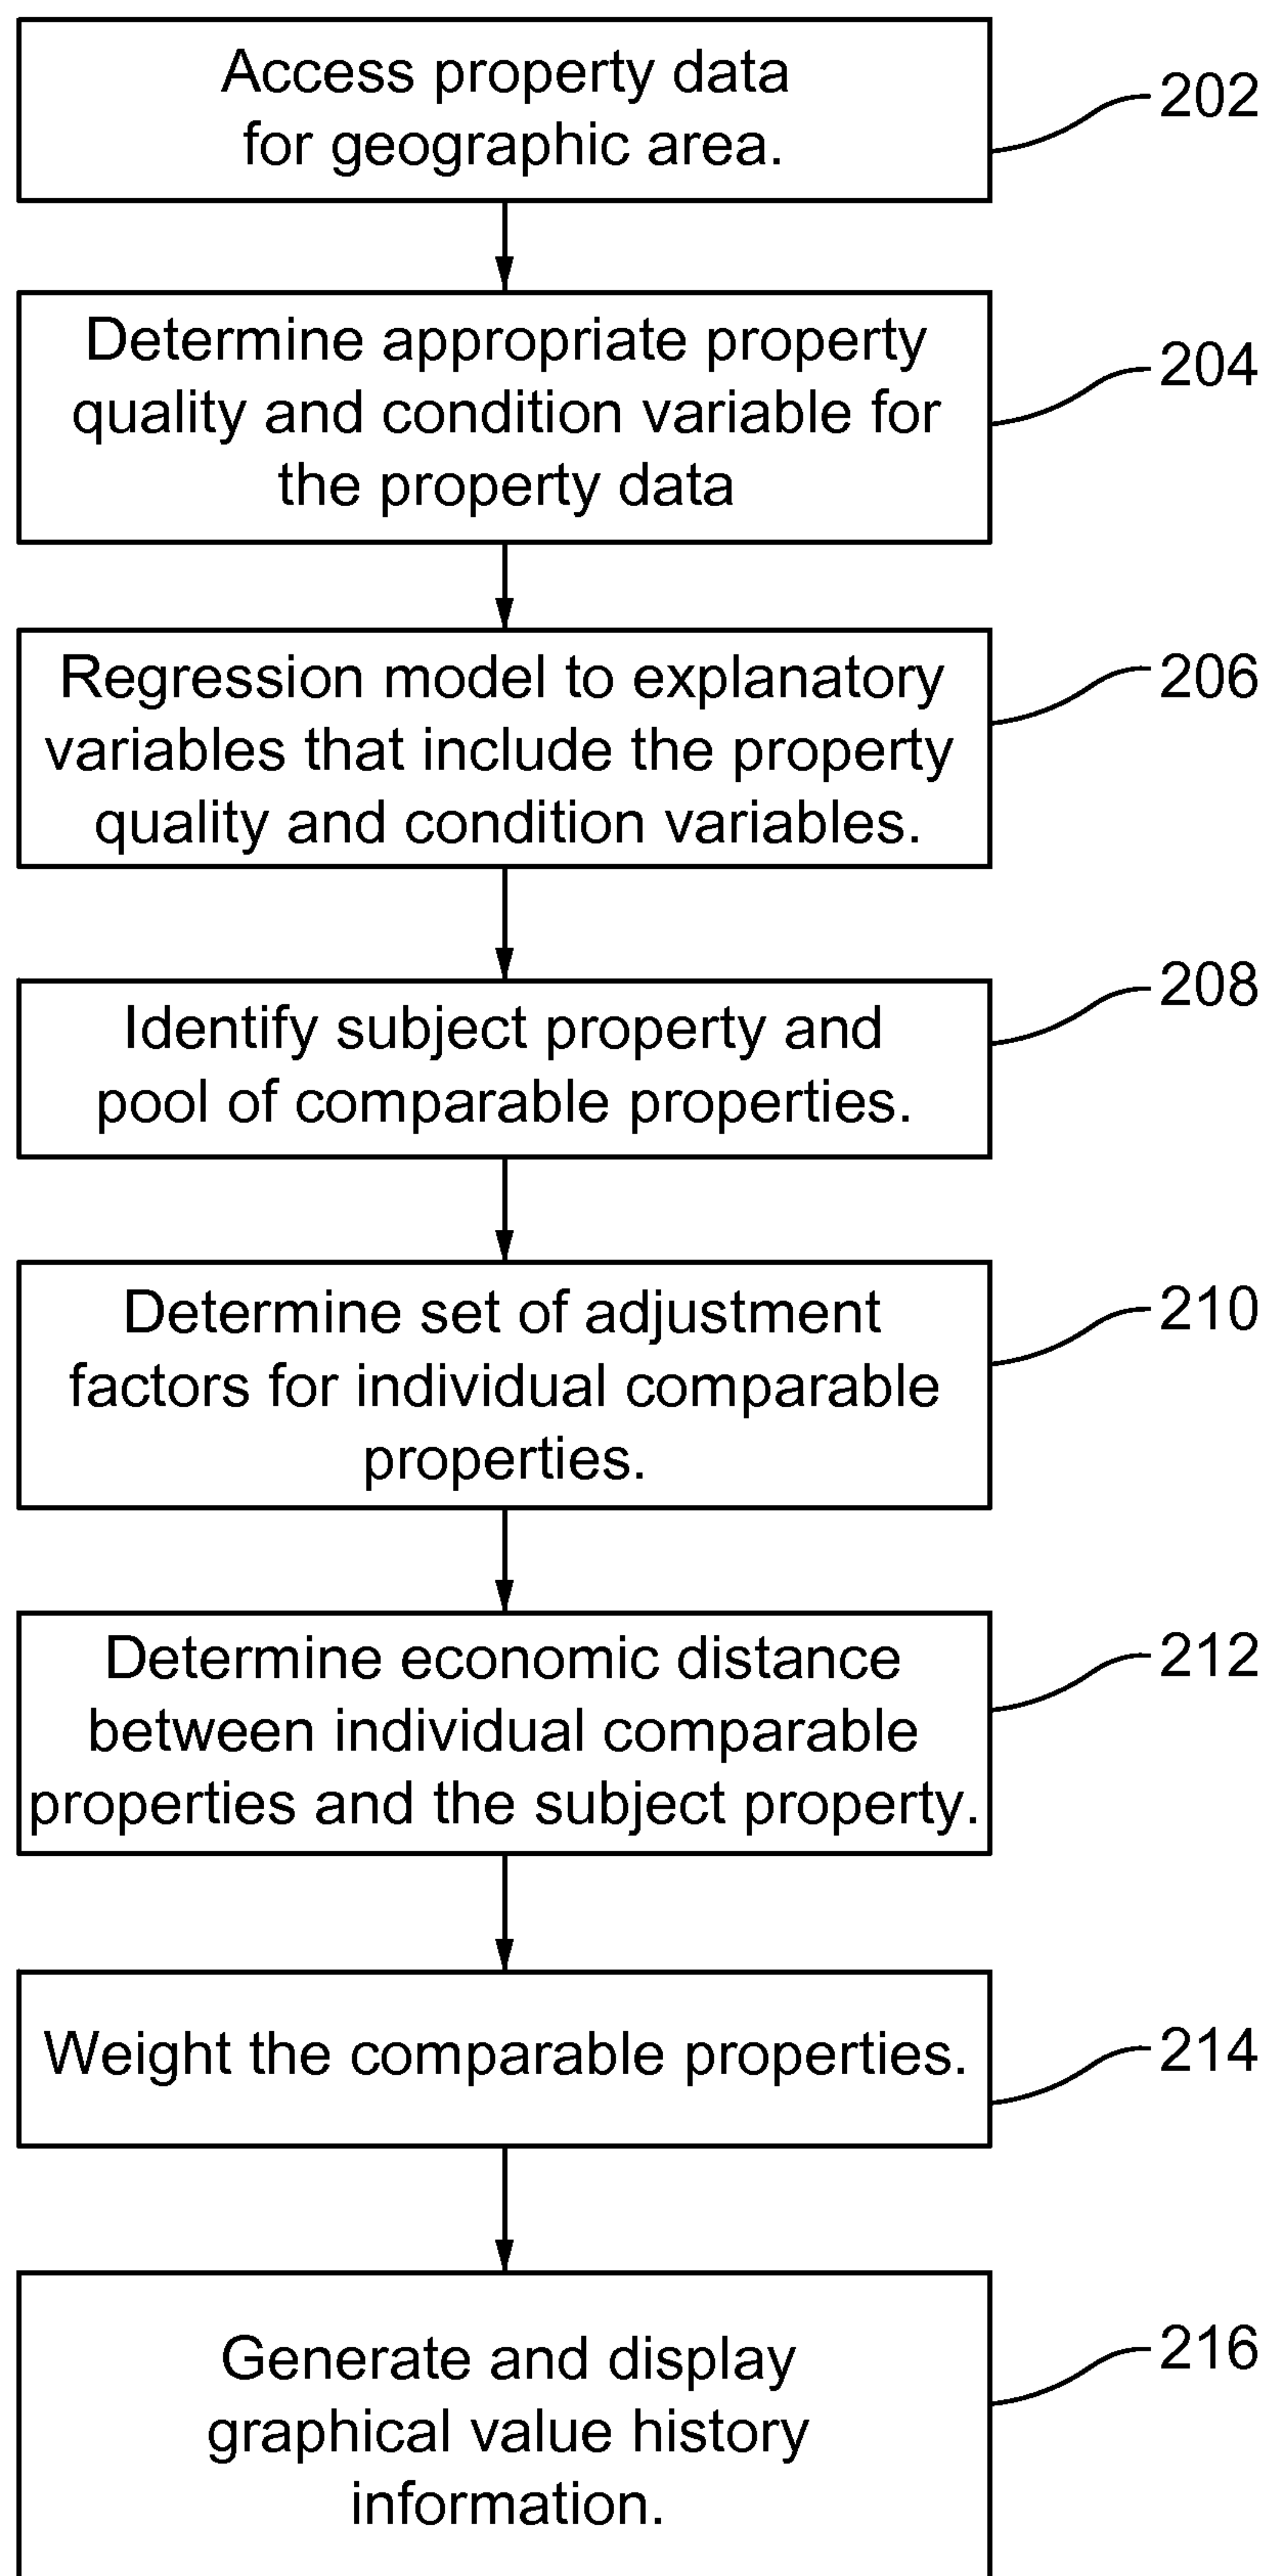 Access property data
for geographic area.
202
Determine appropriate property
quality and condition variable for
the property data
204
Regression model to explanatory
variables that include the property
quality and condition variables.
206
Identify subject property and
pool of comparable properties.
208
Determine set of adjustment
factors for individual comparable
properties.
210
Determine economic distance
between individual comparable
properties and the subject property.
212
Weight the comparable properties.
214
Generate and display
graphical value history
information.
216